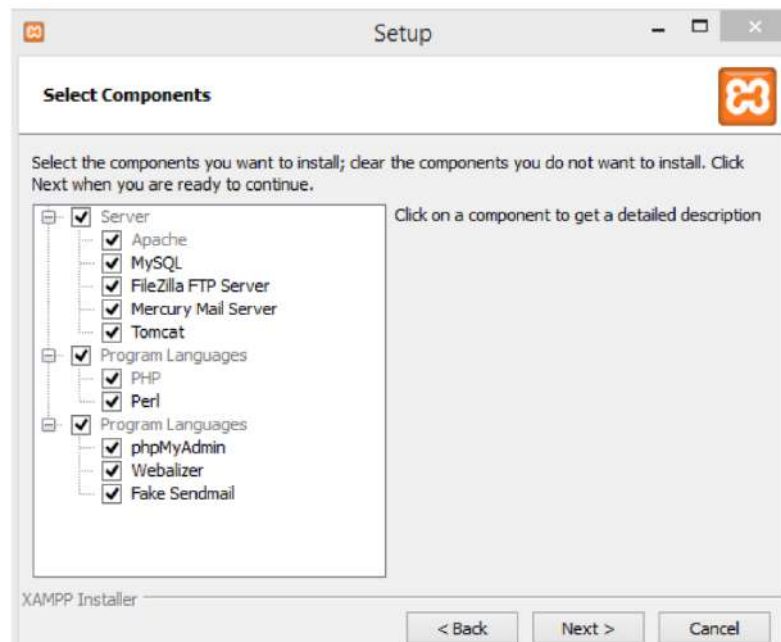 Setup
Select Components
Select the components you want to install; clear the components you do not want to install. Click
Next when you are ready to continue.
Server
Apache
MySQL
FileZilla FTP Server
Mercury Mail Server
Tomcat
Program Languages
PHP
Perl
Program Languages
phpMyAdmin
Webalizer
Fake Sendmail
Click on a component to get a detailed description
XAMPP Installer
< Back Next > Cancel